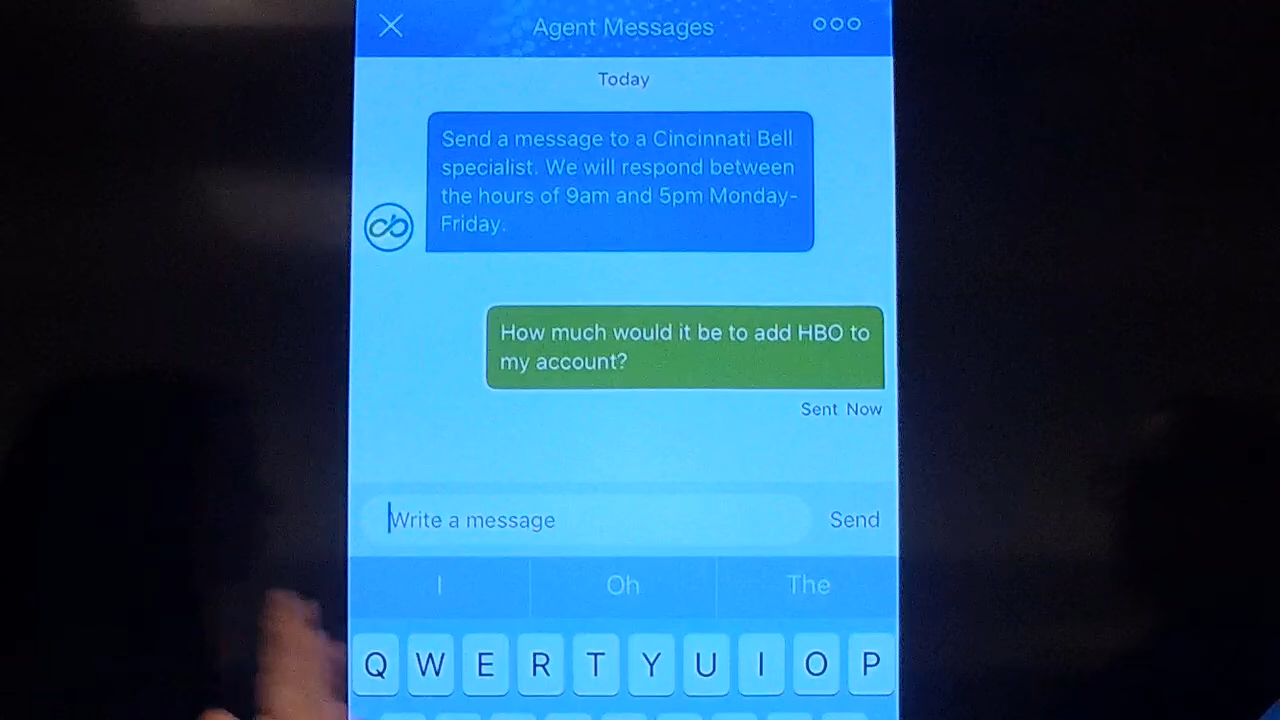 Agent Messages
Today
Send a message to a Cincinnati Bell
specialist. We will respond between
the hours of 9am and 5pm Monday-
Friday.
How much would it be to add HBO to
my account?
Sent Now
Write a message
Send
I
Oh
The
Q W E R T Y U I O P